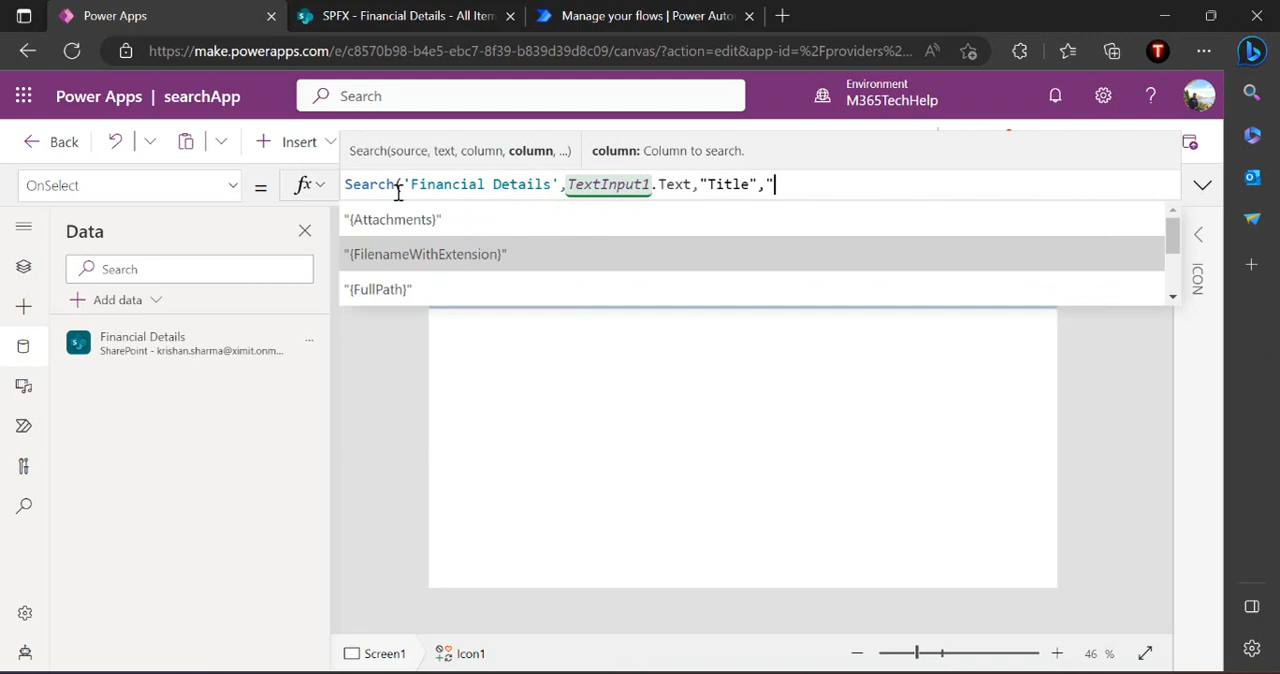 Power Apps
SPFX - Financial Details - All Item
Manage your flows | Power Auto
https://make.powerapps.com/e/c8570b98-b4e5-ebc7-8f39-b839d39d8c09/canvas/?action=edit&app-id=%2Fproviders%2...
Power Apps | searchApp
Search
Environment
M365TechHelp
Back
Insert
Search(source, text, column, column, ...)
column: Column to search.
OnSelect
=
fx
Search('Financial Details',TextInput1.Text,"Title","
"{Attachments}"
"{FilenameWithExtension}"
"{FullPath}"
Data
Search
Add data
Financial Details
SharePoint - krishan.sharma@ximit.onm...
...
ICON
Screen1
Icon1
46 %